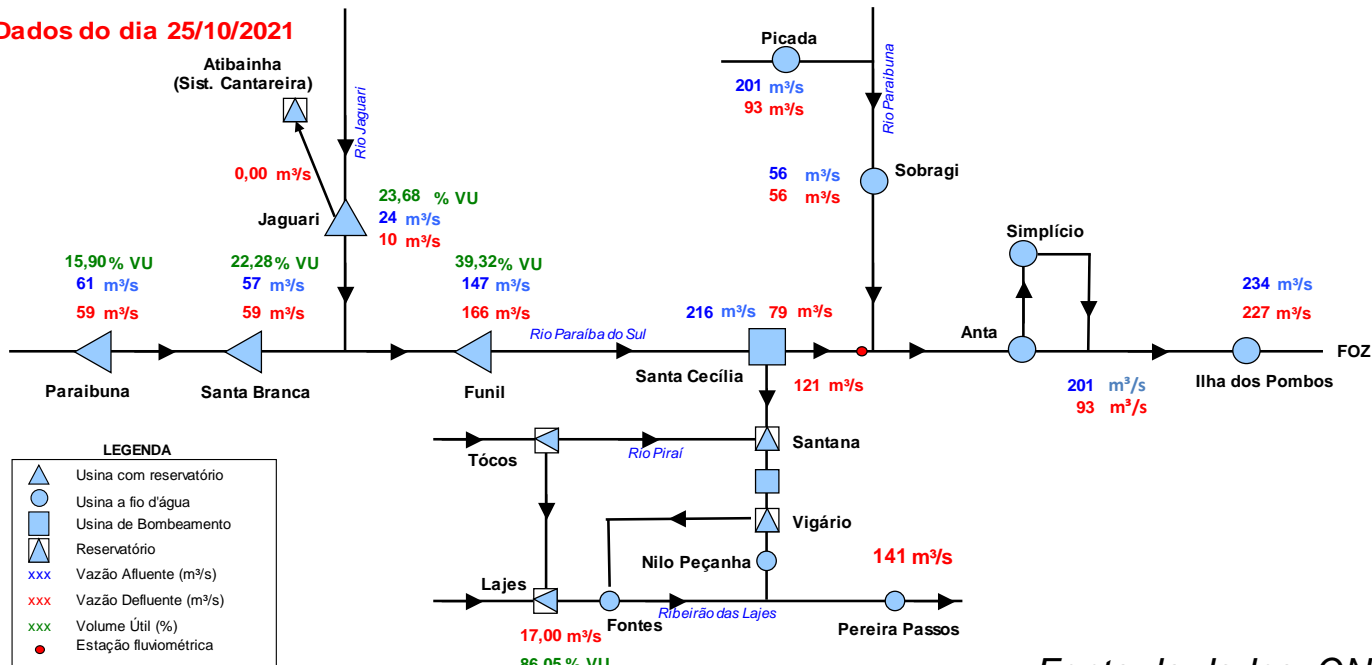 Dados do dia 25/10/2021
Picada
201 m³/s
93 m³/s
Rio Paraibuna
Atibainha
(Sist. Cantareira)
Rio Jaguari
0,00 m³/s
Jaguari
23,68 % VU
24 m³/s
10 m³/s
56 m³/s
56 m³/s
Sobragi
Simplício
15,90% VU
61 m³/s
59 m³/s
22,28% VU
57 m³/s
59 m³/s
39,32% VU
147 m³/s
166 m³/s
Rio Paraíba do Sul
216 m³/s 79 m³/s
234 m³/s
227 m³/s
Anta
FOZ
Paraibuna
Santa Branca
Funil
Santa Cecília
121 m³/s
201 m³/s
93 m³/s
Ilha dos Pombos
Tócos
Rio Piraí
Santana
Vigário
Nilo Peçanha
141 m³/s
Lajes
Fontes
Ribeirão das Lajes
Pereira Passos
17,00 m³/s
86,05 % VU
LEGENDA
Usina com reservatório
Usina a fio d'água
Usina de Bombeamento
Reservatório
xxx Vazão Afluente (m³/s)
xxx Vazão Defluente (m³/s)
xxx Volume Útil (%)
Estação fluviométrica